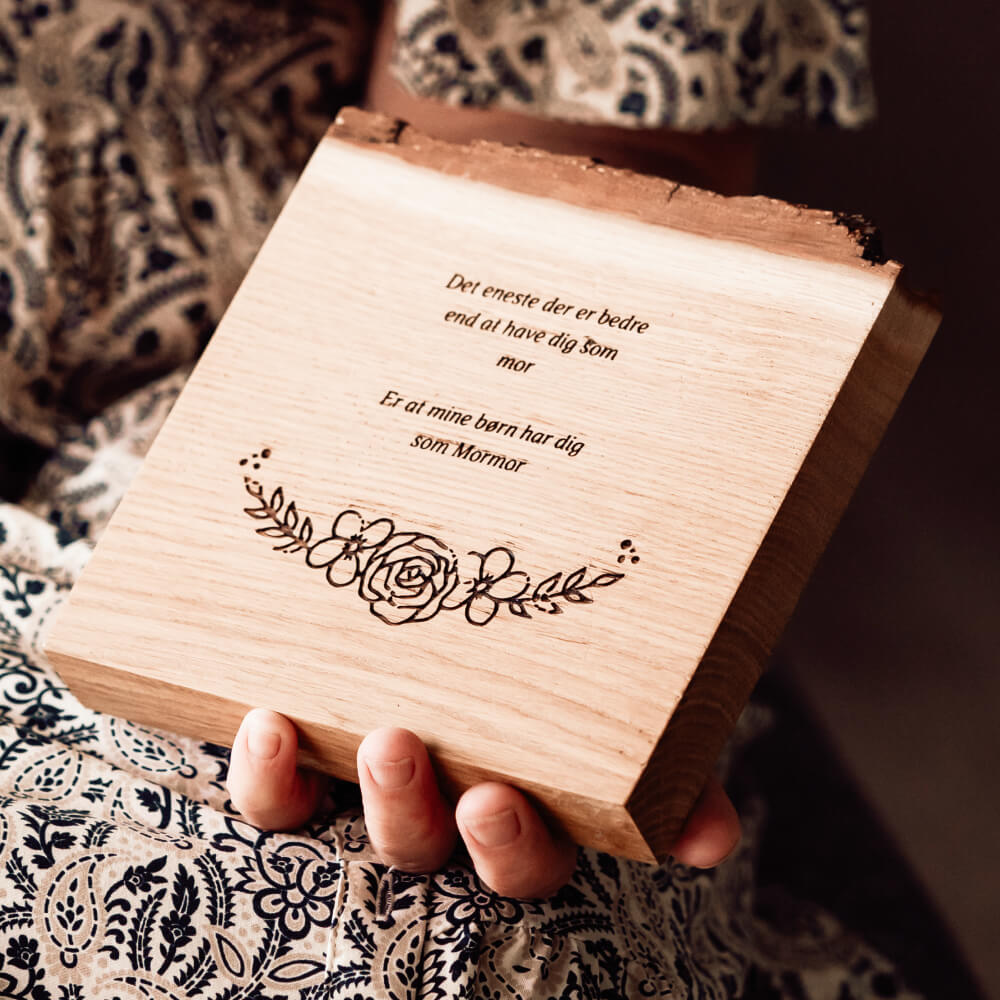 Det eneste der er bedre
end at have dig som
mor
Er at mine børn har dig
som Mormor